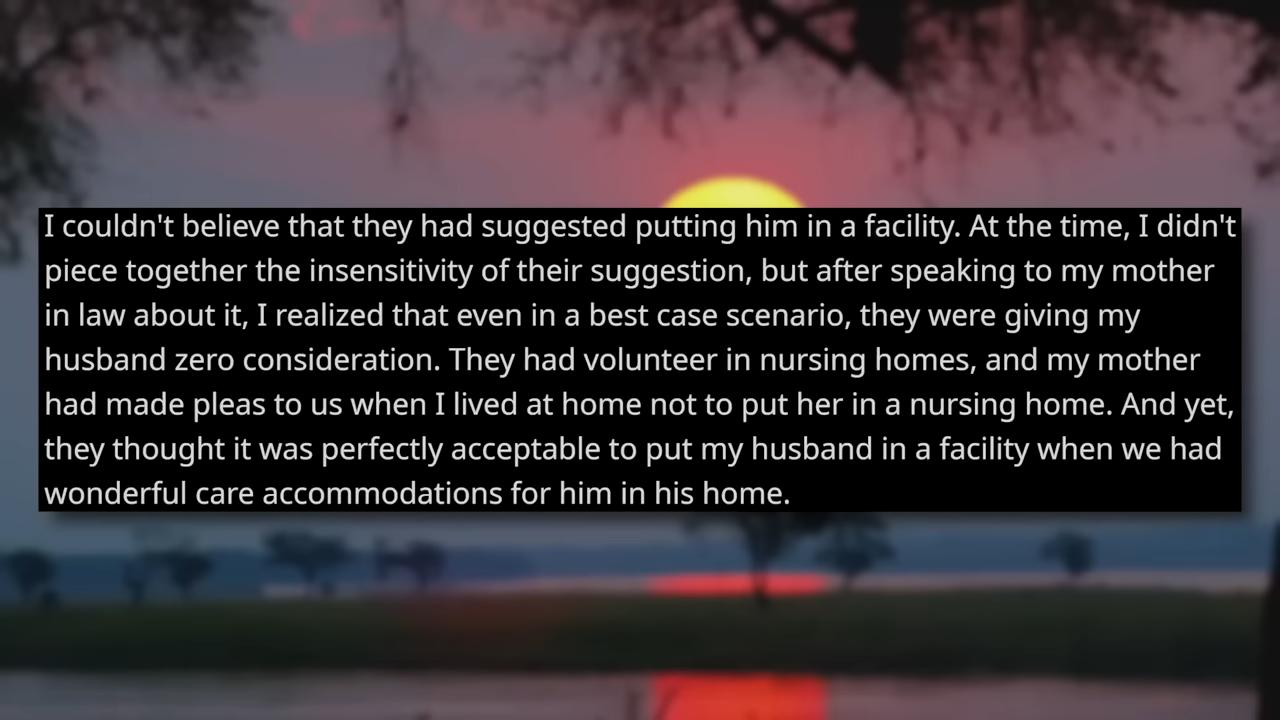 I couldn't believe that they had suggested putting him in a facility. At the time, I didn't
piece together the insensitivity of their suggestion, but after speaking to my mother
in law about it, I realized that even in a best case scenario, they were giving my
husband zero consideration. They had volunteer in nursing homes, and my mother
had made pleas to us when I lived at home not to put her in a nursing home. And yet,
they thought it was perfectly acceptable to put my husband in a facility when we had
wonderful care accommodations for him in his home.